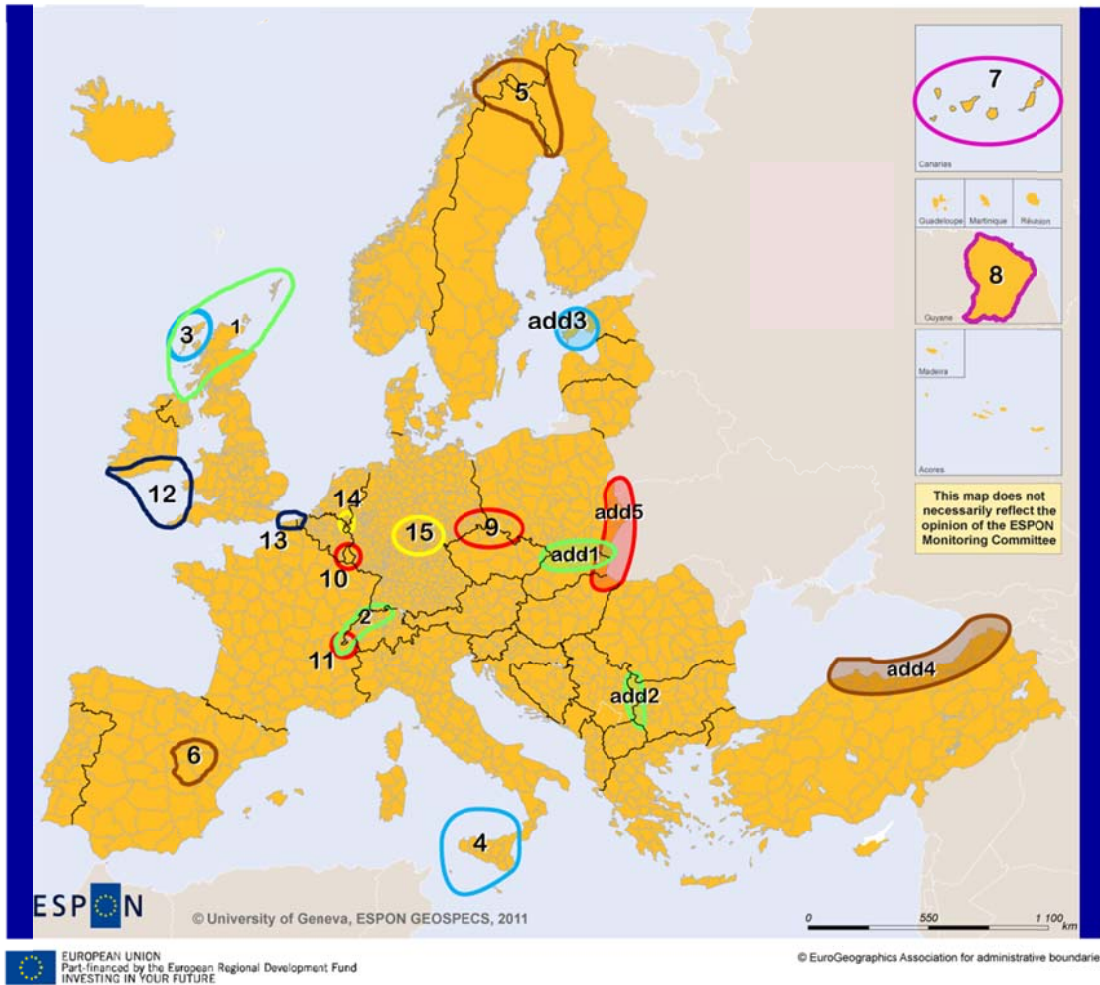 5
7
Canarias
Guadeloupe
Martinique
Réunion
8
Guyane
3
1
add3
Madeira
Acores
12
14
13
15
9
add5
This map does not
necessarily reflect the
opinion of the ESPON
Monitoring Committee
add1
10
2
11
add2
add4
6
4
ESPON
© University of Geneva, ESPON GEOSPECS, 2011
0
550
1 100
km
EUROPEAN UNION
Part-financed by the European Regional Development Fund
INVESTING IN YOUR FUTURE
© EuroGeographics Association for administrative boundarie